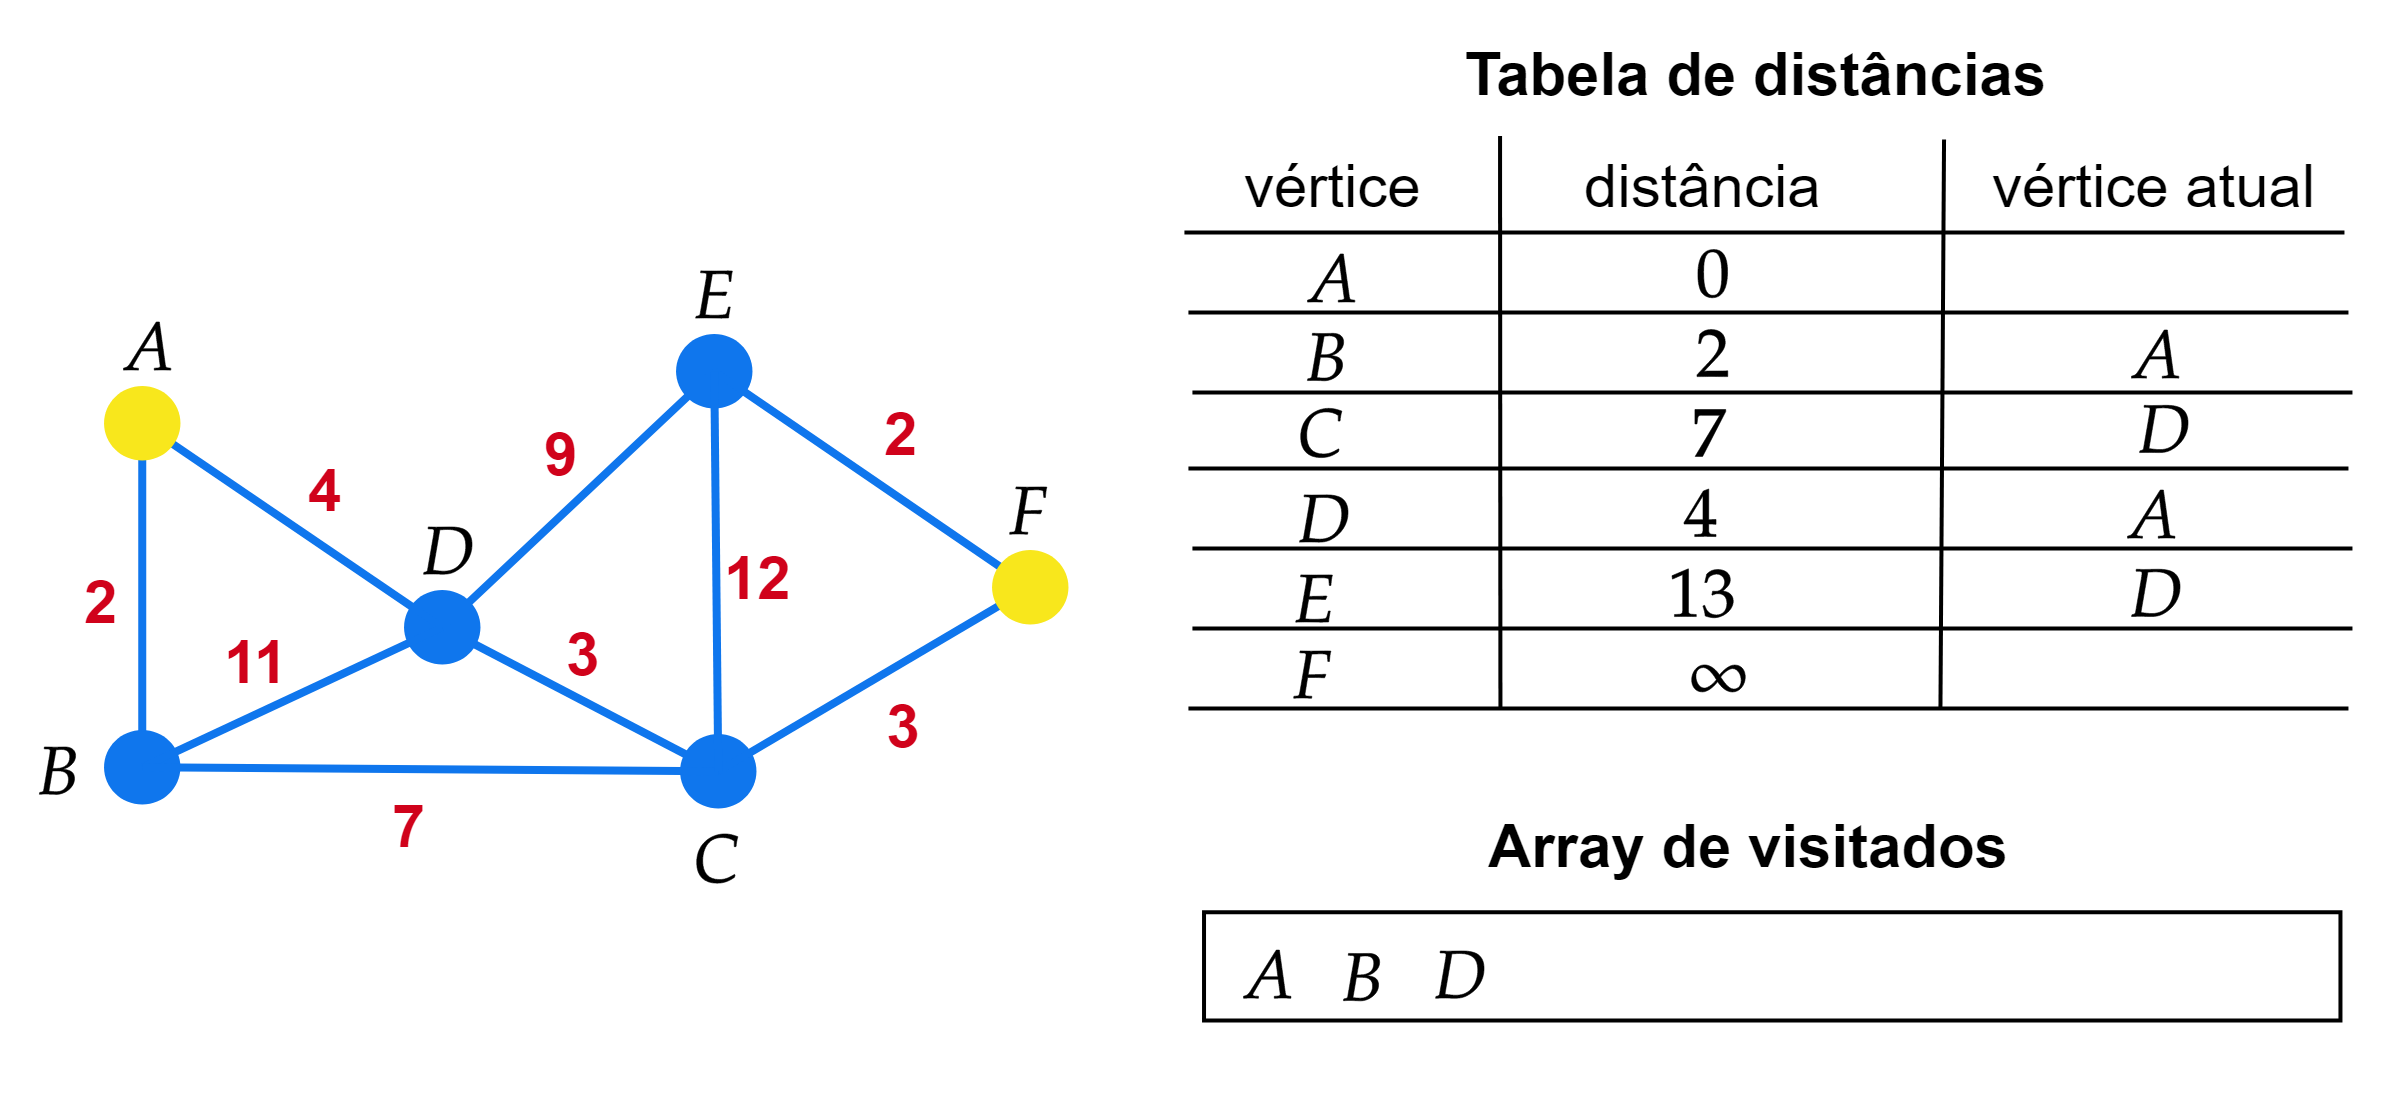 A
B
C
D
E
F
2
4
11
7
9
3
12
2
3
Tabela de distâncias
vértice distância vértice atual
A 0
B 2 A
C 7 D
D 4 A
E 13 D
F ∞
Array de visitados
A B D